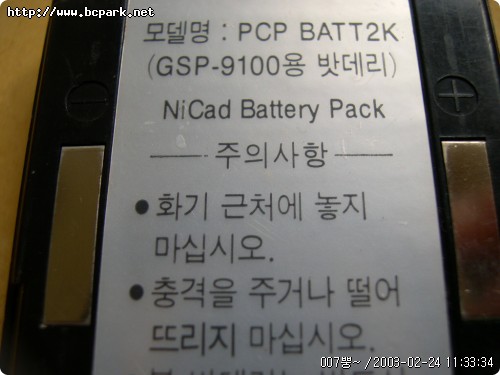 http://www.bcpark.net
모델명 : PCP BATT2K
(GSP-9100용 밧데리)
NiCad Battery Pack
주의사항
● 화기 근처에 놓지
마십시오.
● 충격을 주거나 떨어
뜨리지 마십시오.
007뿡~ /2003-02-24 11:33:34